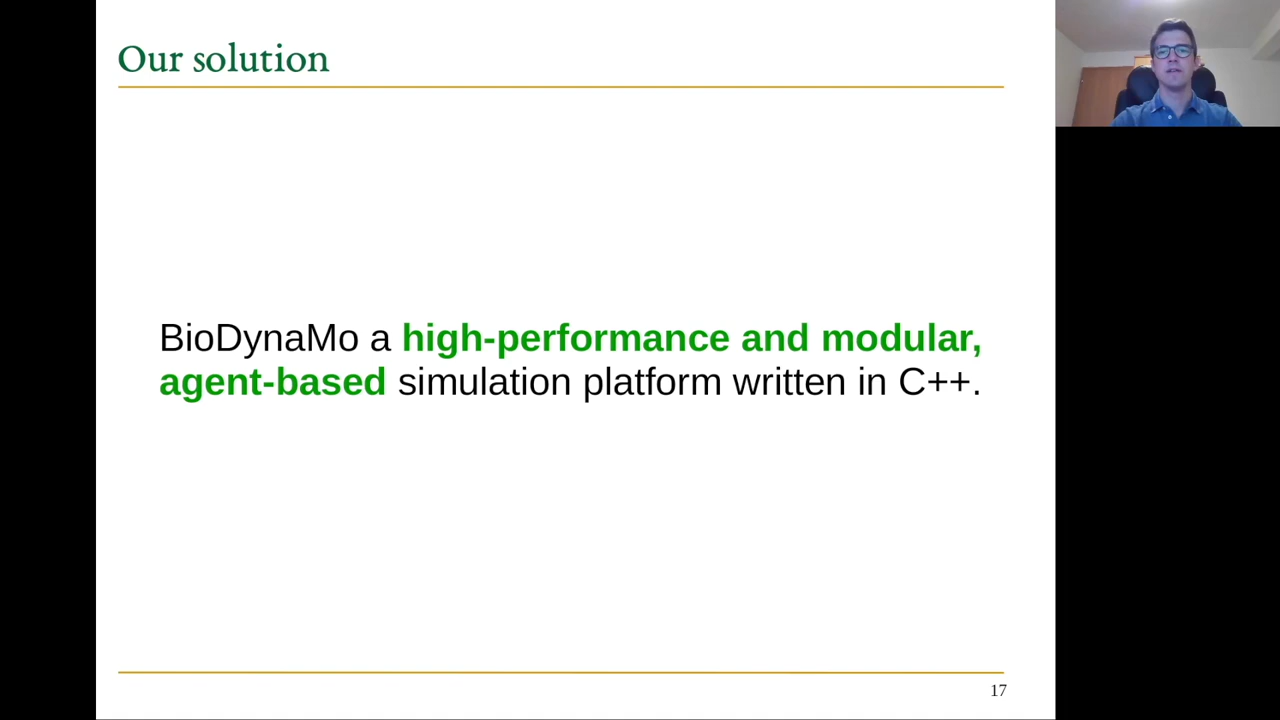 Our solution
BioDynaMo a high-performance and modular,
agent-based simulation platform written in C++.
17